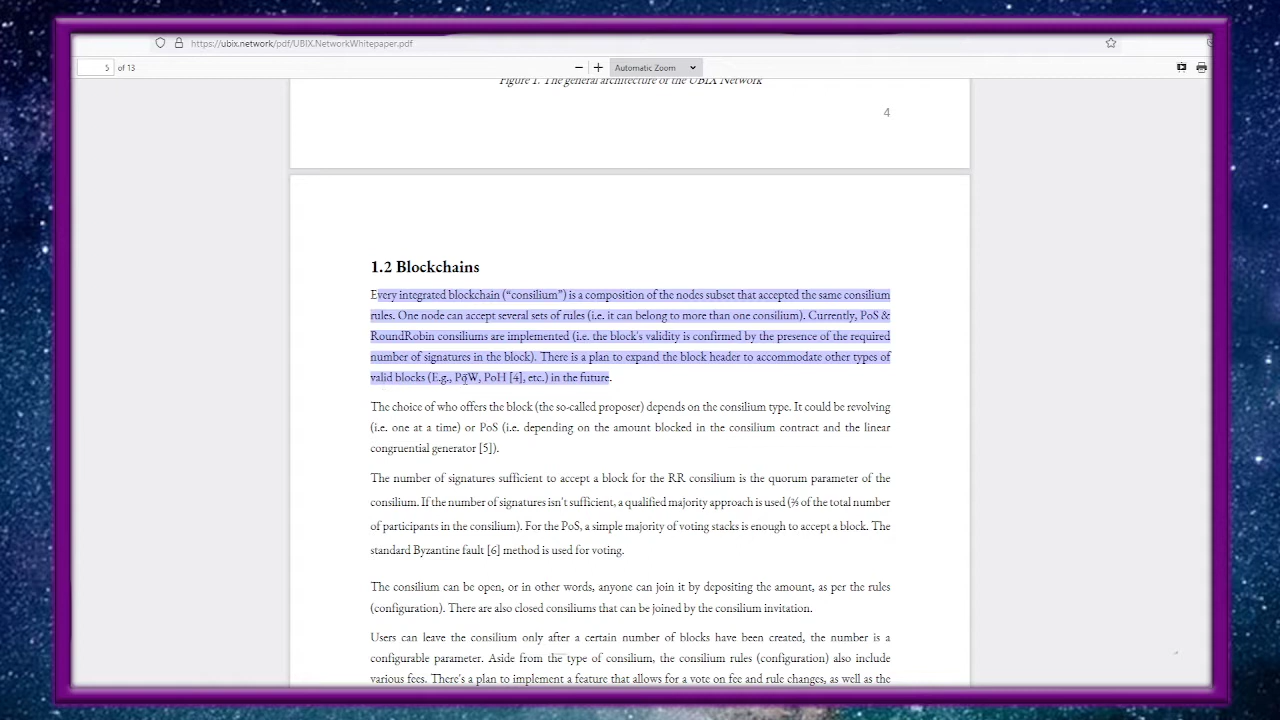 https://ubix.network/pdf/UBIX.NetworkWhitepaper.pdf
5 of 13
Automatic Zoom
Figure 1. The general architecture of the UBIX Network
4
1.2 Blockchains
Every integrated blockchain (“consilium”) is a composition of the nodes subset that accepted the same consilium
rules. One node can accept several sets of rules (i.e. it can belong to more than one consilium). Currently, PoS &
RoundRobin consiliums are implemented (i.e. the block's validity is confirmed by the presence of the required
number of signatures in the block). There is a plan to expand the block header to accommodate other types of
valid blocks (E.g., PoW, PoH [4], etc.) in the future.
The choice of who offers the block (the so-called proposer) depends on the consilium type. It could be revolving
(i.e. one at a time) or PoS (i.e. depending on the amount blocked in the consilium contract and the linear
congruential generator [5]).
The number of signatures sufficient to accept a block for the RR consilium is the quorum parameter of the
consilium. If the number of signatures isn't sufficient, a qualified majority approach is used (⅔ of the total number
of participants in the consilium). For the PoS, a simple majority of voting stacks is enough to accept a block. The
standard Byzantine fault [6] method is used for voting.
The consilium can be open, or in other words, anyone can join it by depositing the amount, as per the rules
(configuration). There are also closed consiliums that can be joined by the consilium invitation.
Users can leave the consilium only after a certain number of blocks have been created, the number is a
configurable parameter. Aside from the type of consilium, the consilium rules (configuration) also include
various fees. There's a plan to implement a feature that allows for a vote on fee and rule changes, as well as the